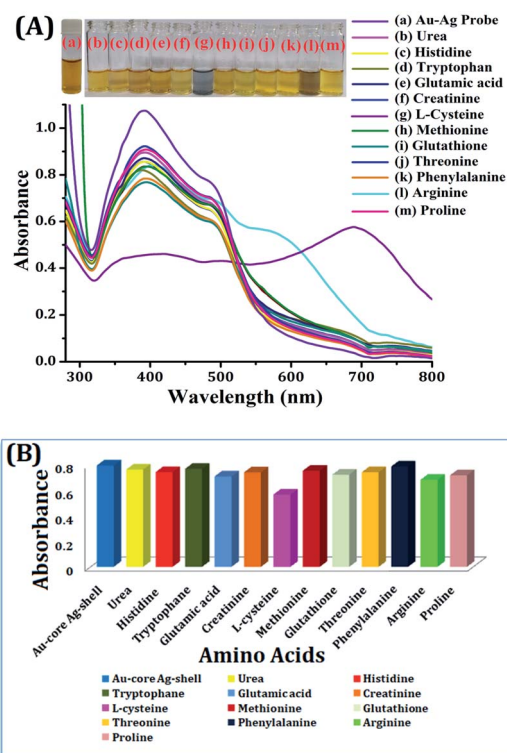 (A)
(a) (b) (c) (d) (e) (f) (g) (h) (i) (j) (k) (l) (m)
(a) Au-Ag Probe
(b) Urea
(c) Histidine
(d) Tryptophan
(e) Glutamic acid
(f) Creatinine
(g) L-Cysteine
(h) Methionine
(i) Glutathione
(j) Threonine
(k) Phenylalanine
(l) Arginine
(m) Proline
Absorbance
1.0
0.8
0.6
0.4
0.2
0.0
300 400 500 600 700 800
Wavelength (nm)
(B)
Absorbance
0.8
0.6
0.4
0.2
0
Au-core Ag-shell
Urea
Histidine
Tryptophane
Glutamic acid
Creatinine
L-cysteine
Methionine
Glutathione
Threonine
Phenylalanine
Arginine
Proline
Amino Acids
Au-core Ag-shell Urea Histidine
Tryptophane Glutamic acid Creatinine
L-cysteine Methionine Glutathione
Threonine Phenylalanine Arginine
Proline